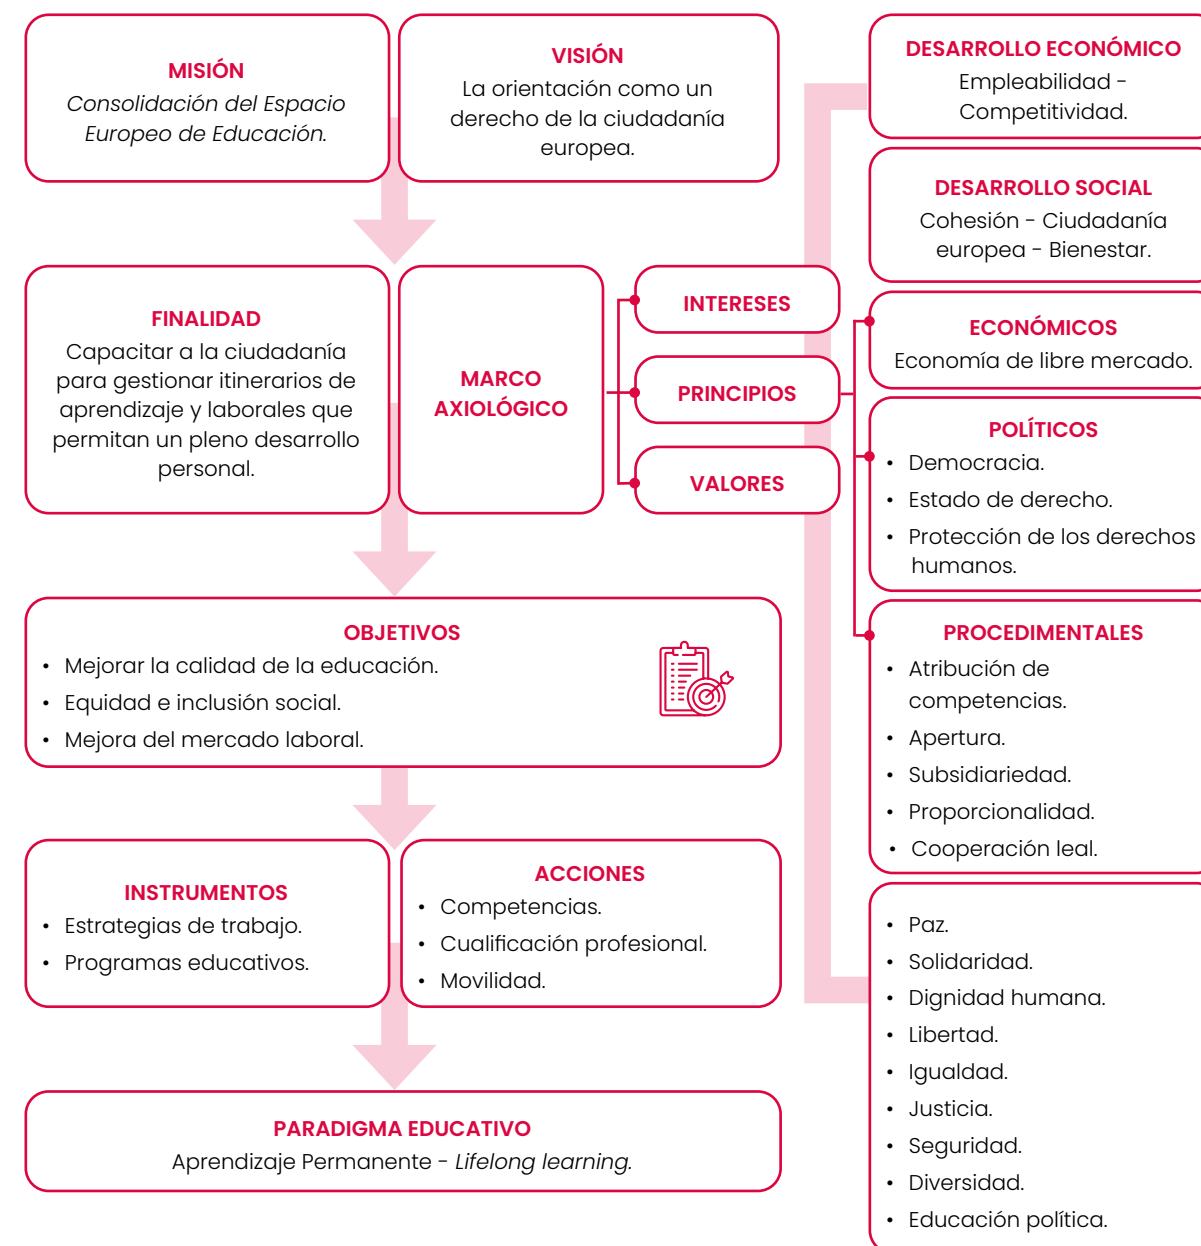 MISIÓN
Consolidación del Espacio
Europeo de Educación.
VISIÓN
La orientación como un
derecho de la ciudadanía
europea.
FINALIDAD
Capacitar a la ciudadanía
para gestionar itinerarios de
aprendizaje y laborales que
permitan un pleno desarrollo
personal.
MARCO
AXIOLÓGICO
INTERESES
PRINCIPIOS
VALORES
OBJETIVOS
• Mejorar la calidad de la educación.
• Equidad e inclusión social.
• Mejora del mercado laboral.
INSTRUMENTOS
• Estrategias de trabajo.
• Programas educativos.
ACCIONES
• Competencias.
• Cualificación profesional.
• Movilidad.
PARADIGMA EDUCATIVO
Aprendizaje Permanente - Lifelong learning.
DESARROLLO ECONÓMICO
Empleabilidad -
Competitividad.
DESARROLLO SOCIAL
Cohesión - Ciudadanía
europea - Bienestar.
ECONÓMICOS
Economía de libre mercado.
POLÍTICOS
• Democracia.
• Estado de derecho.
• Protección de los derechos
humanos.
PROCEDIMENTALES
• Atribución de
competencias.
• Apertura.
• Subsidiariedad.
• Proporcionalidad.
• Cooperación leal.
• Paz.
• Solidaridad.
• Dignidad humana.
• Libertad.
• Igualdad.
• Justicia.
• Seguridad.
• Diversidad.
• Educación política.